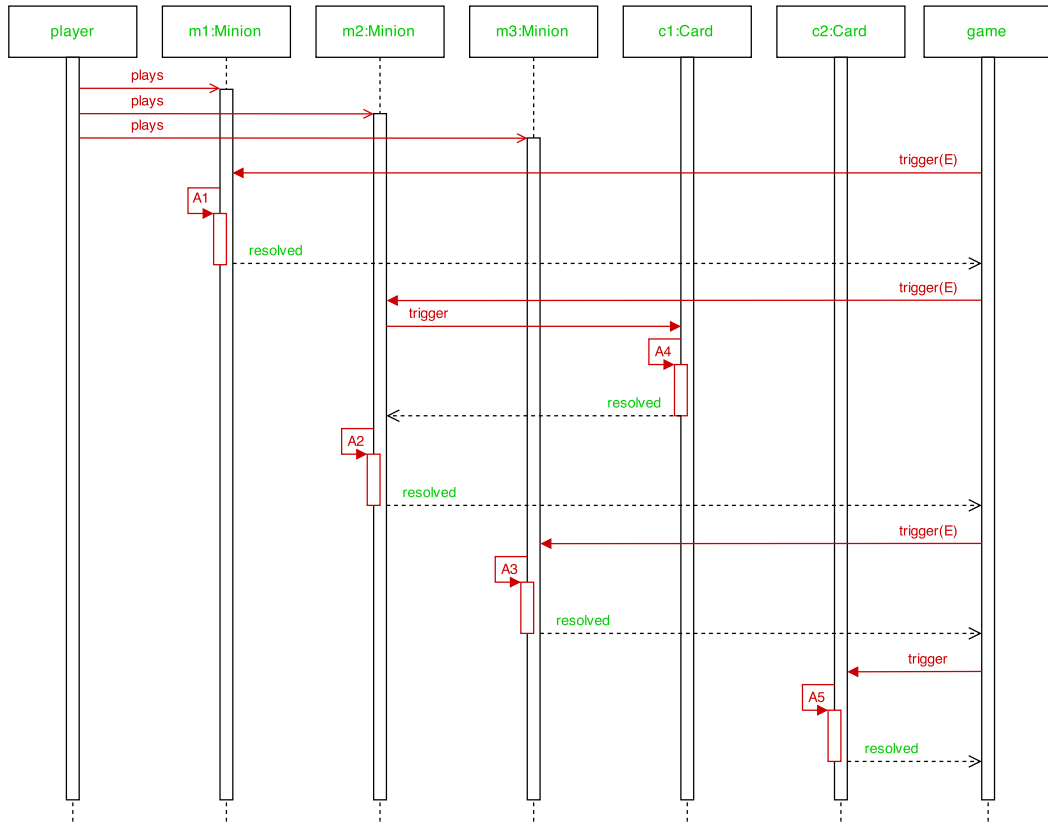 player
m1:Minion
m2:Minion
m3:Minion
c1:Card
c2:Card
game
plays
plays
plays
trigger(E)
A1
resolved
trigger(E)
trigger
A4
resolved
A2
resolved
trigger(E)
A3
resolved
trigger
A5
resolved